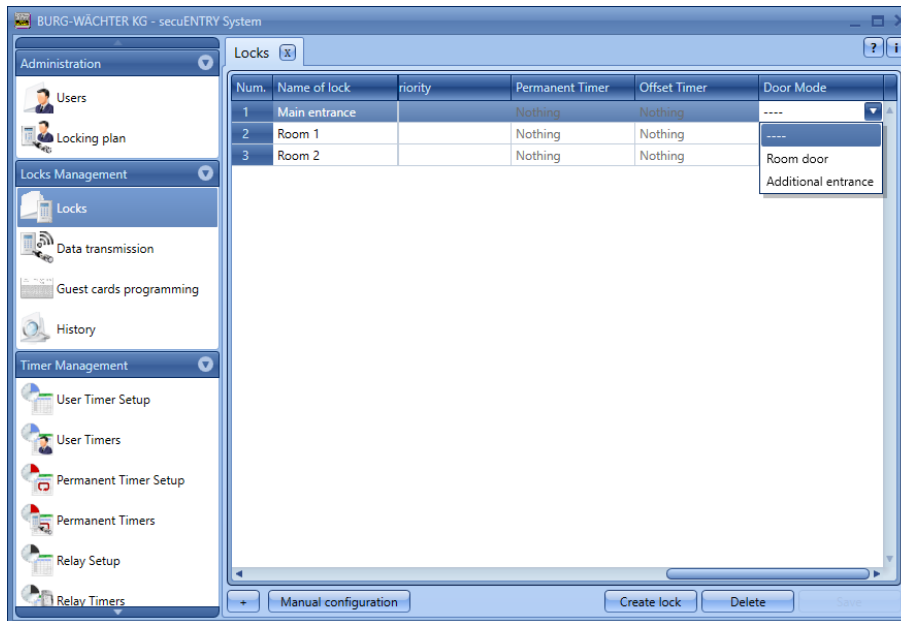 BURG-WÄCHTER KG - secuENTRY System
Administration
Users
Locking plan
Locks Management
Locks
Data transmission
Guest cards programming
History
Timer Management
User Timer Setup
User Timers
Permanent Timer Setup
Permanent Timers
Relay Setup
Relay Timers
Locks x
? i
Num. Name of lock riority Permanent Timer Offset Timer Door Mode
1 Main entrance Nothing Nothing ----
2 Room 1 Nothing Nothing
3 Room 2 Nothing Nothing
----
Room door
Additional entrance
+ Manual configuration Create lock Delete Save